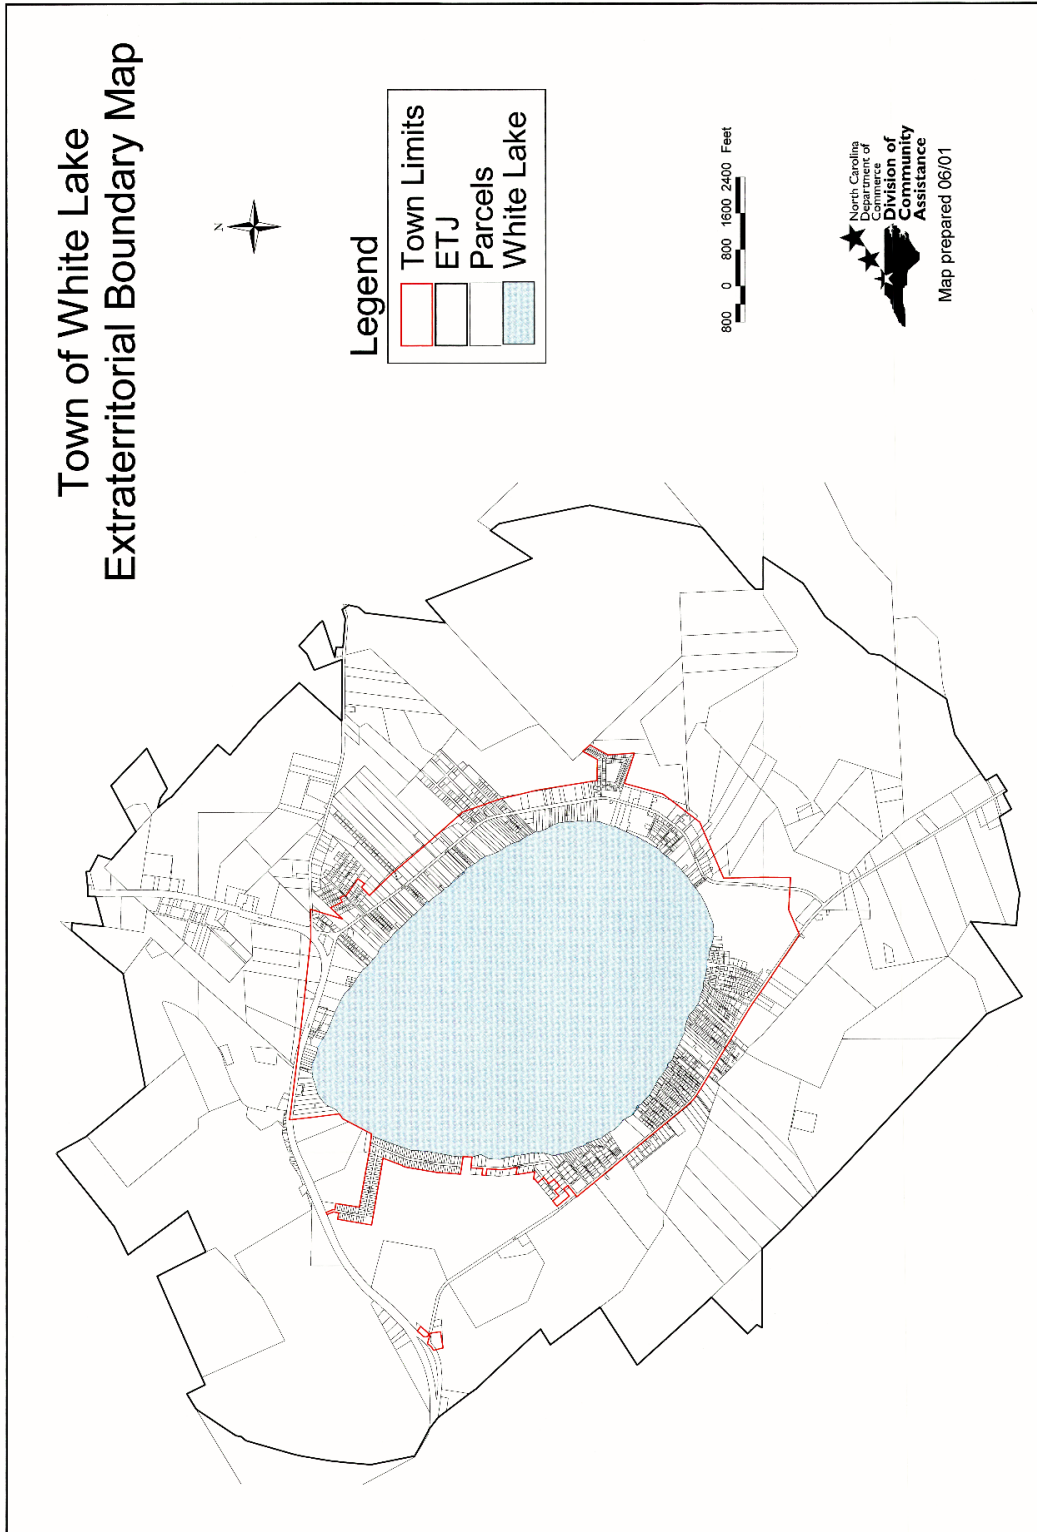 Town of White Lake
Extraterritorial Boundary Map
N
Legend
Town Limits
ETJ
Parcels
White Lake
800 0 800 1600 2400 Feet
North Carolina
Department of
Commerce
Division of
Community
Assistance
Map prepared 06/01